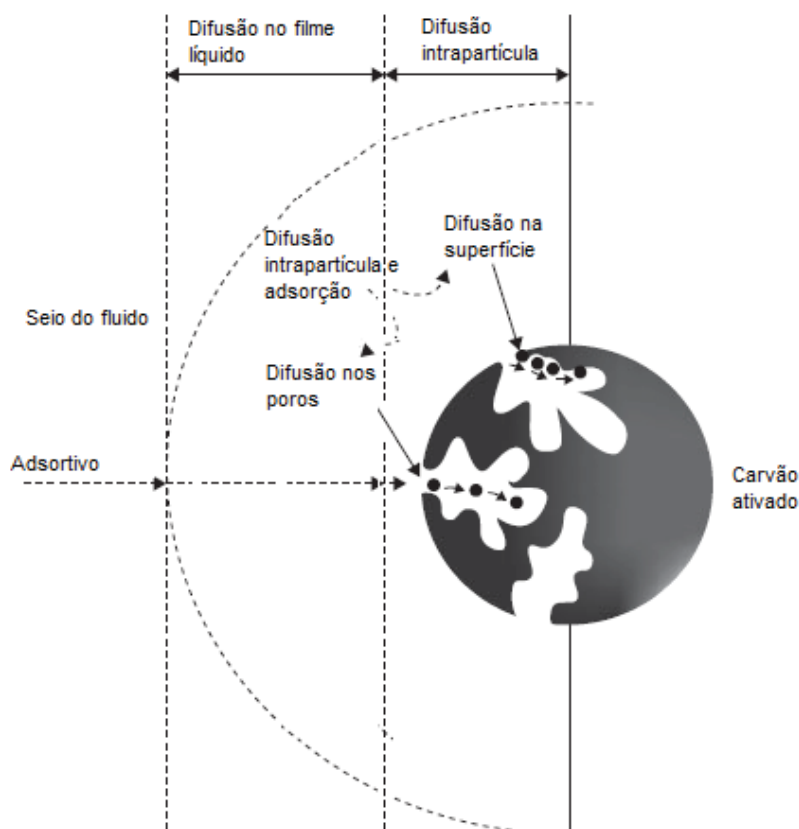 Difusão no filme
líquido
Difusão
intrapartícula
Difusão na
superfície
Difusão
intrapartícula e
adsorção
Seio do fluido
Difusão nos
poros
Adsortivo
Carvão
ativado